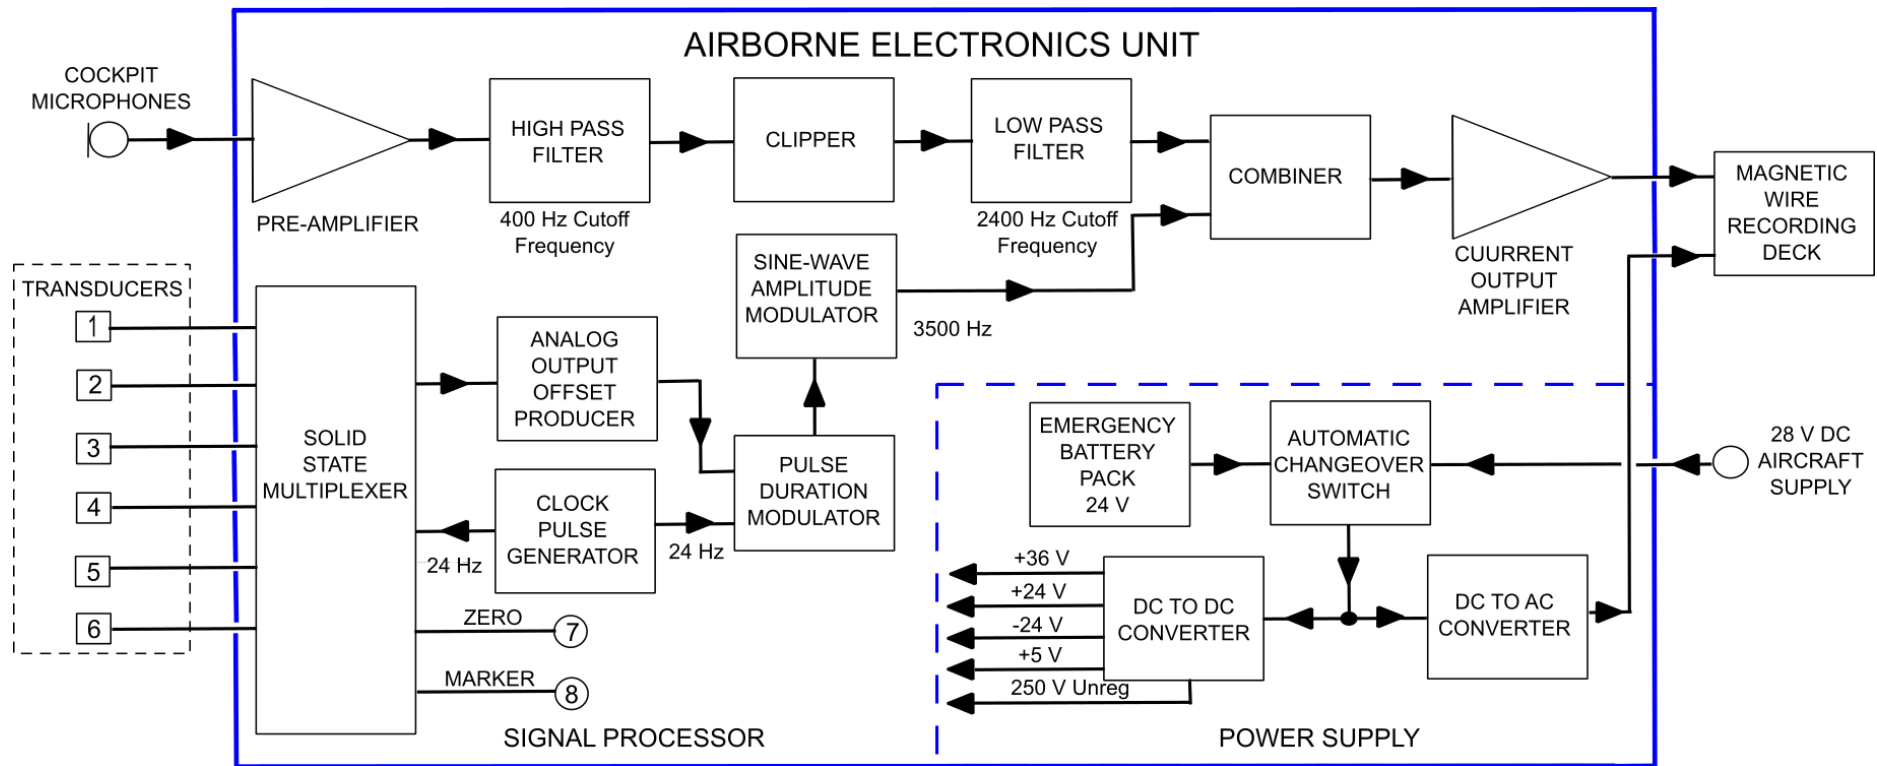 AIRBORNE ELECTRONICS UNIT
COCKPIT
MICROPHONES
PRE-AMPLIFIER
HIGH PASS
FILTER
400 Hz Cutoff
Frequency
CLIPPER
LOW PASS
FILTER
2400 Hz Cutoff
Frequency
COMBINER
CUURRENT
OUTPUT
AMPLIFIER
MAGNETIC
WIRE
RECORDING
DECK
TRANSDUCERS
1
2
3
4
5
6
SOLID
STATE
MULTIPLEXER
ANALOG
OUTPUT
OFFSET
PRODUCER
SINE-WAVE
AMPLITUDE
MODULATOR
3500 Hz
CLOCK
PULSE
GENERATOR
24 Hz
24 Hz
PULSE
DURATION
MODULATOR
ZERO
7
MARKER
8
SIGNAL PROCESSOR
EMERGENCY
BATTERY
PACK
24 V
AUTOMATIC
CHANGEOVER
SWITCH
28 V DC
AIRCRAFT
SUPPLY
+36 V
+24 V
-24 V
+5 V
250 V Unreg
DC TO DC
CONVERTER
DC TO AC
CONVERTER
POWER SUPPLY